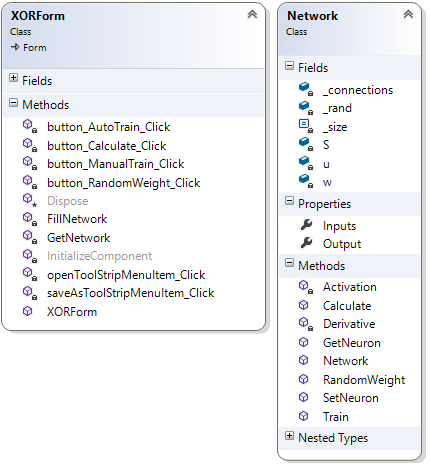 XORForm
Class
Form
Fields
Methods
button_AutoTrain_Click
button_Calculate_Click
button_ManualTrain_Click
button_RandomWeight_Click
Dispose
FillNetwork
GetNetwork
InitializeComponent
openToolStripMenuItem_Click
saveAsToolStripMenuItem_Click
XORForm
Network
Class
Fields
_connections
_rand
_size
S
u
w
Properties
Inputs
Output
Methods
Activation
Calculate
Derivative
GetNeuron
Network
RandomWeight
SetNeuron
Train
Nested Types